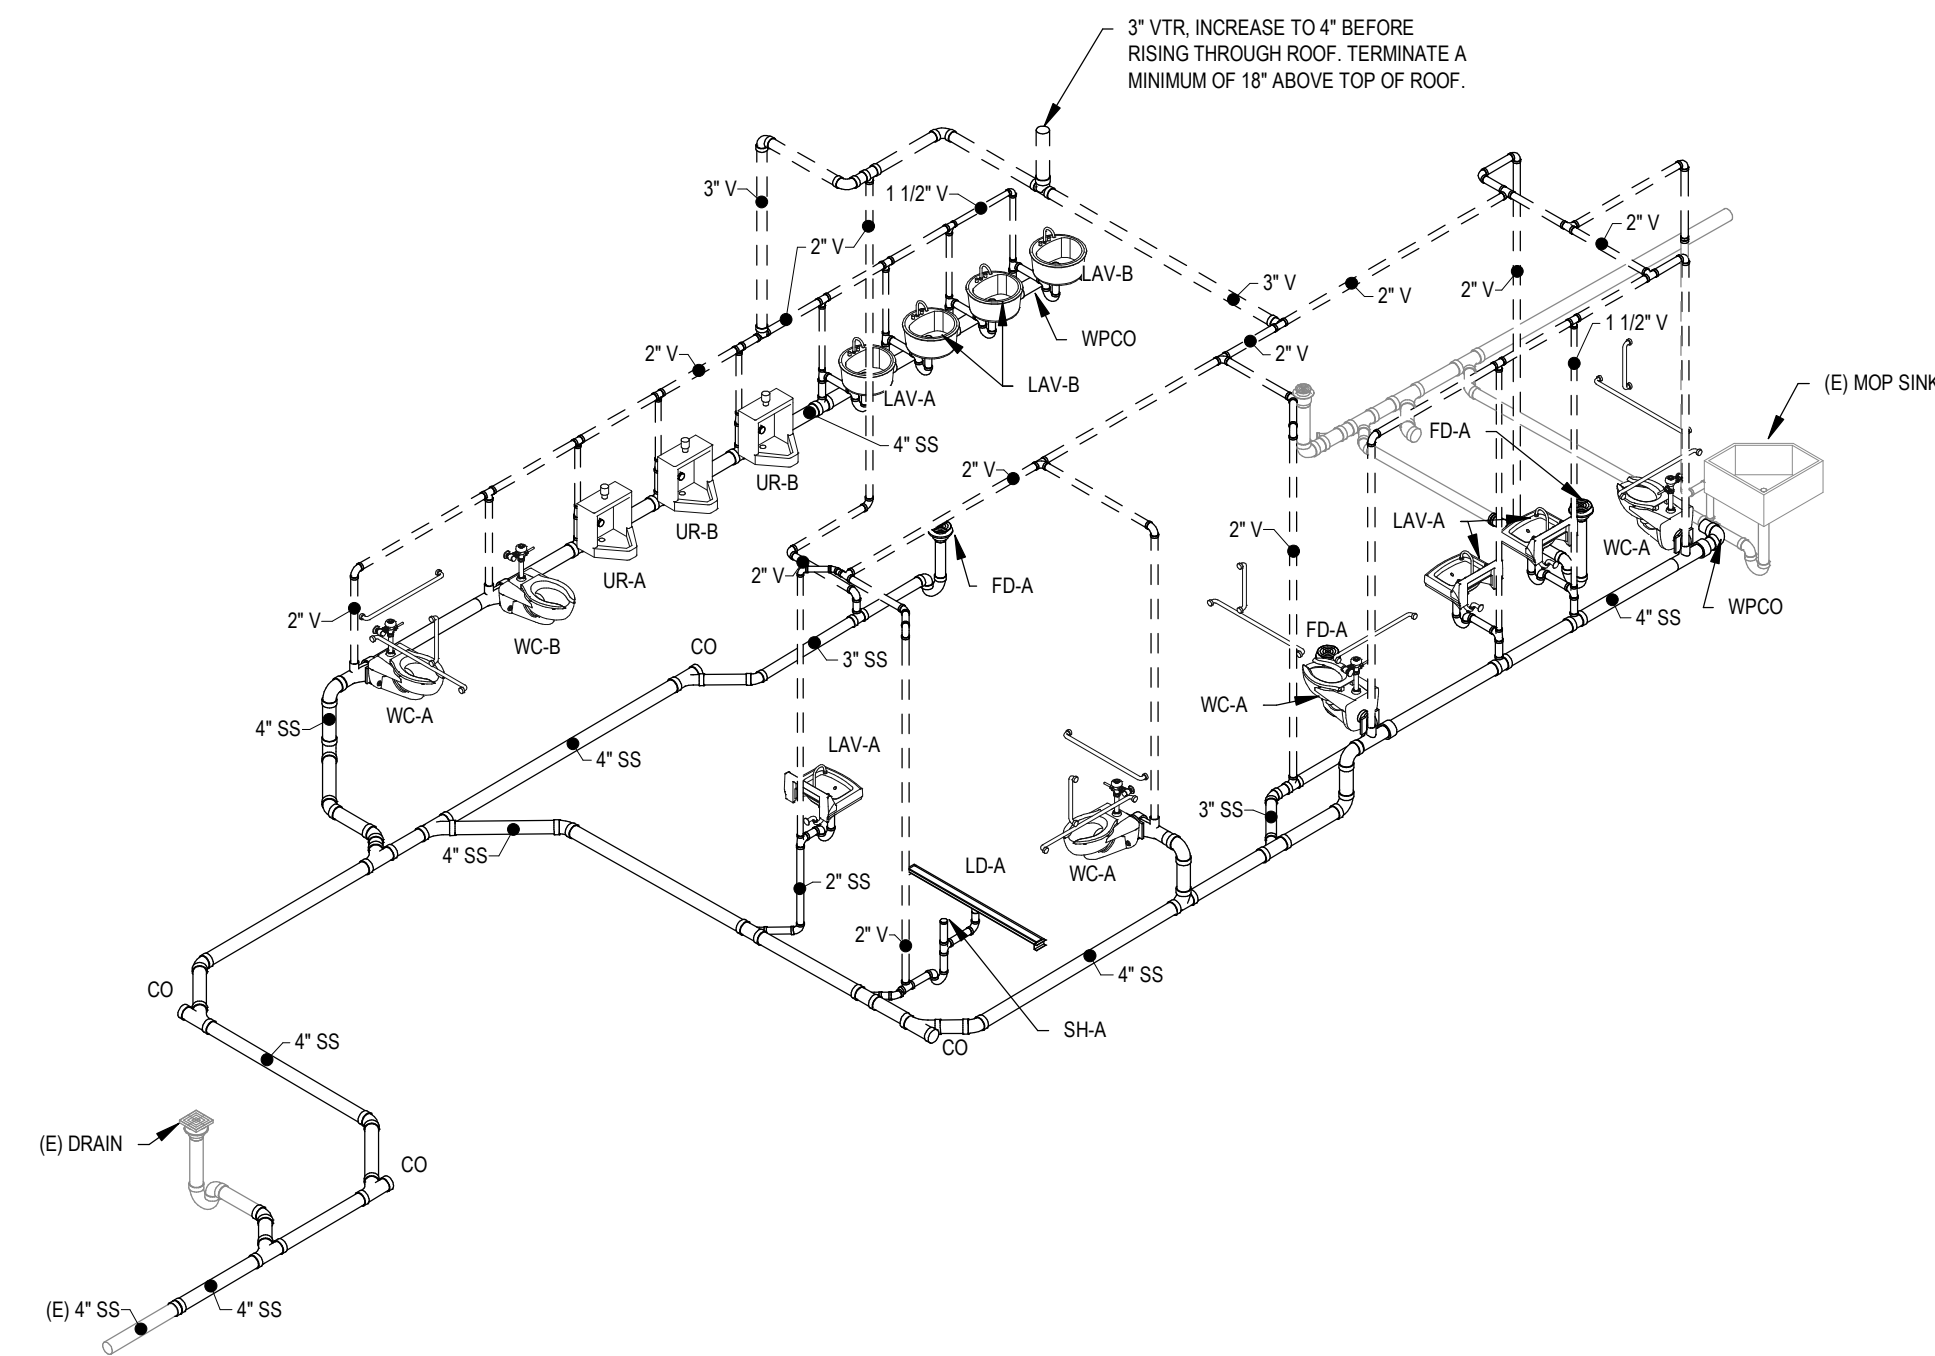 3" VTR, INCREASE TO 4" BEFORE
RISING THROUGH ROOF. TERMINATE A
MINIMUM OF 18" ABOVE TOP OF ROOF.
3" V
1 1/2" V
2" V
2" V
LAV-B
3" V
2" V
2" V
1 1/2" V
2" V
WPCO
2" V
2" V
LAV-B
(E) MOP SINK
LAV-A
FD-A
4" SS
2" V
UR-B
UR-B
LAV-A
2" V
WC-A
UR-A
2" V
FD-A
WPCO
2" V
WC-B
4" SS
FD-A
CO
3" SS
WC-A
WC-A
4" SS
LAV-A
4" SS
3" SS
4" SS
LD-A
WC-A
2" SS
2" V
4" SS
CO
SH-A
4" SS
CO
(E) DRAIN
CO
(E) 4" SS
4" SS